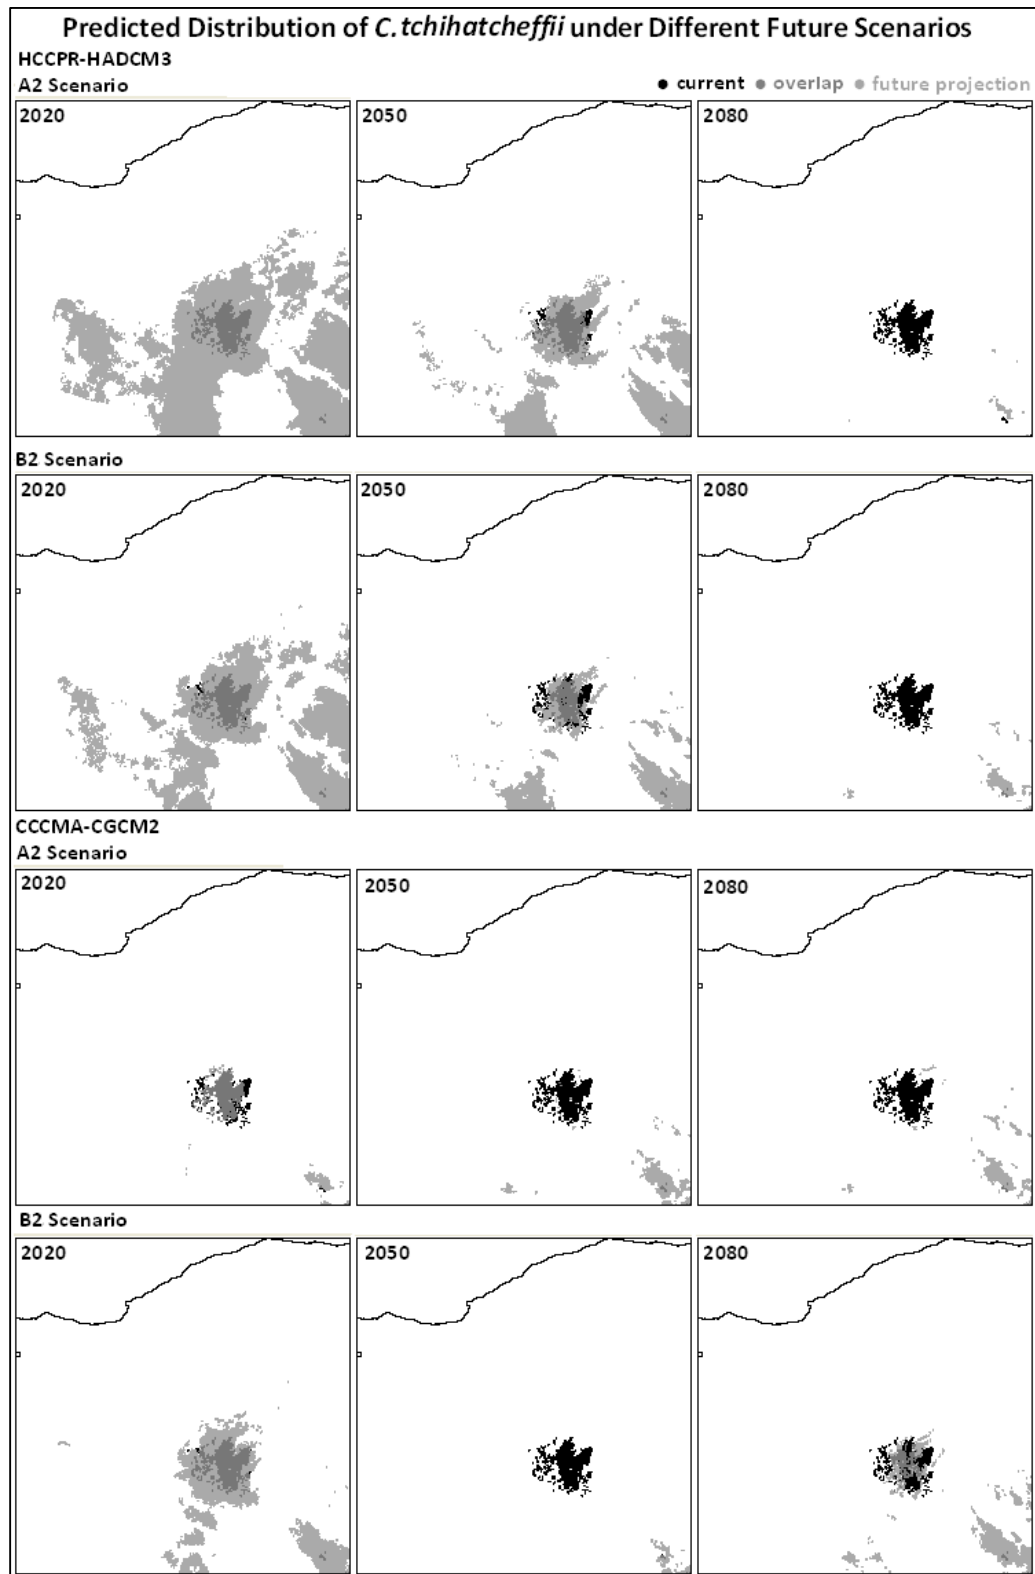 Predicted Distribution of C. tchihatcheffii under Different Future Scenarios
HCCPR-HADCM3
A2 Scenario
● current ● overlap ● future projection
2020 2050 2080
B2 Scenario
2020 2050 2080
CCCMA-CGCM2
A2 Scenario
2020 2050 2080
B2 Scenario
2020 2050 2080